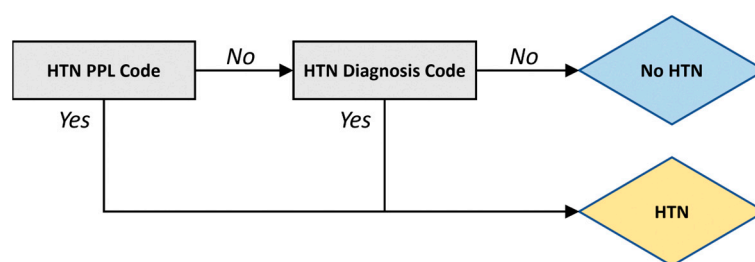 HTN PPL Code
No
HTN Diagnosis Code
No
No HTN
Yes
Yes
HTN